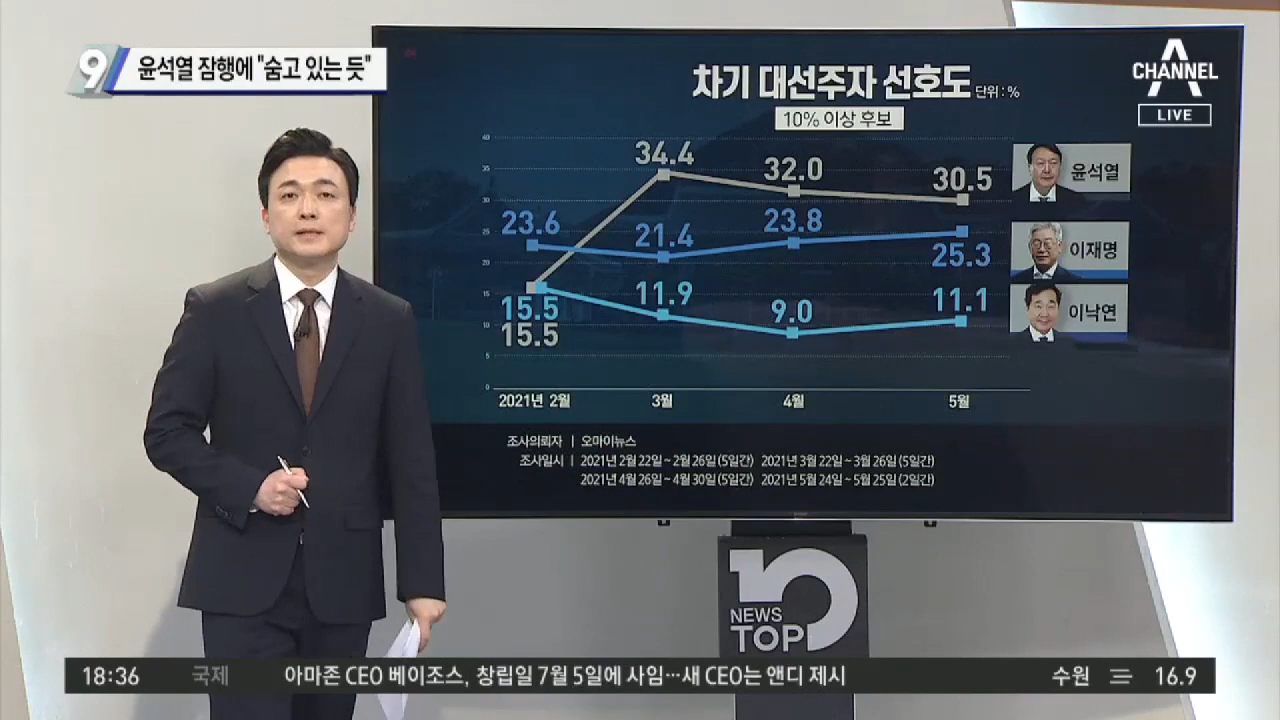 9 윤석열 잠행에 "숨고 있는 듯"
CHANNEL A
LIVE
차기 대선주자 선호도 단위 : %
10% 이상 후보
40
35
30
25
20
15
10
5
0
34.4
32.0
30.5
23.6
21.4
23.8
25.3
15.5
11.9
9.0
11.1
15.5
윤석열
이재명
이낙연
2021년 2월 3월 4월 5월
조사의뢰자 | 오마이뉴스
조사일시 | 2021년 2월 22일 ~ 2월 26일(5일간) 2021년 3월 22일 ~ 3월 26일(5일간)
2021년 4월 26일 ~ 4월 30일(5일간) 2021년 5월 24일 ~ 5월 25일(2일간)
10
NEWS
TOP
18:36 국제 아마존 CEO 베이조스, 창립일 7월 5일에 사임…새 CEO는 앤디 제시 수원 16.9